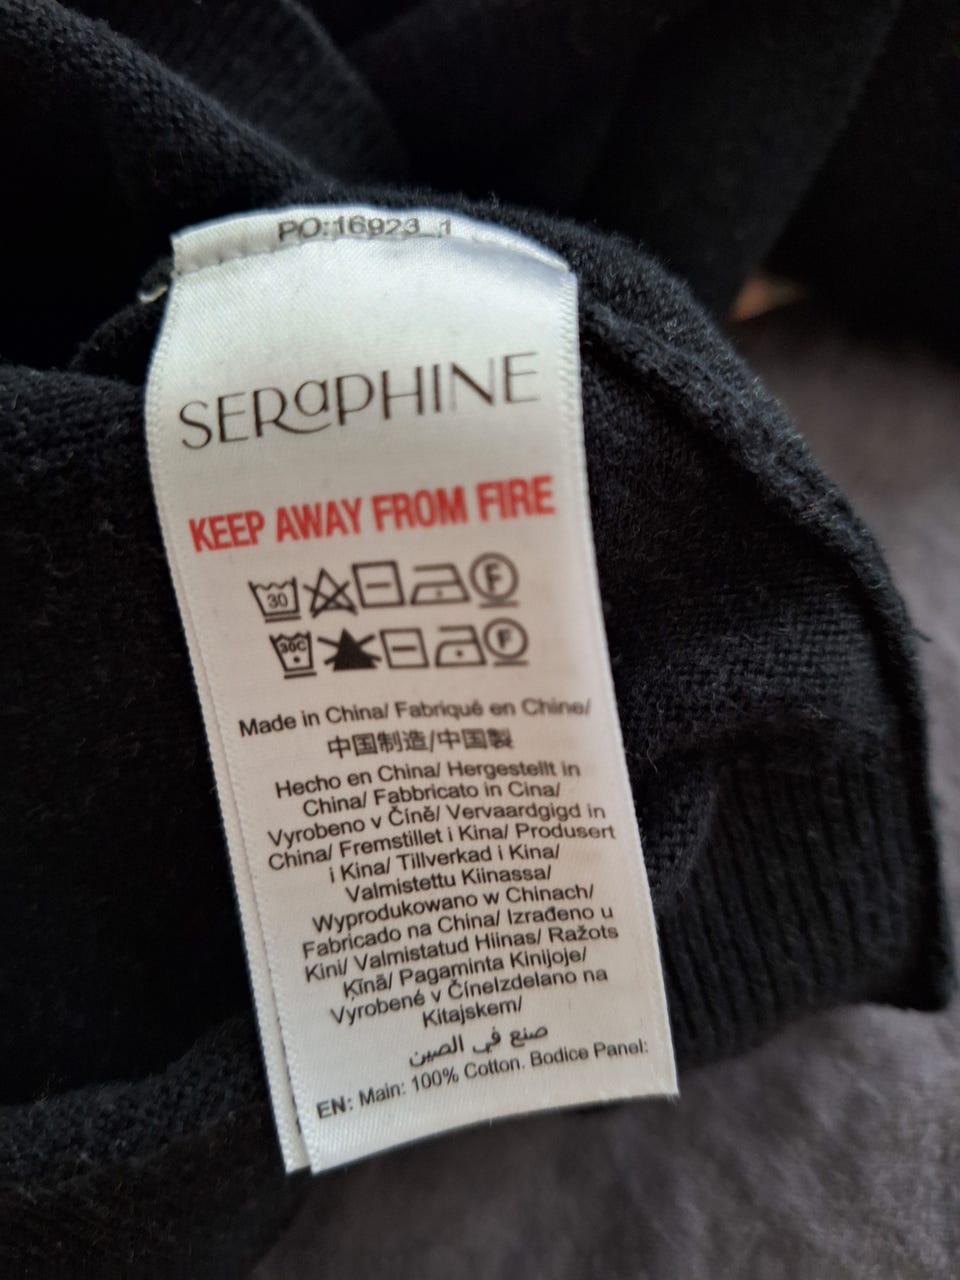 PO:16923_1
SERaPHINE
KEEP AWAY FROM FIRE
30 F
30C F
Made in China/ Fabriqué en Chine/
中国制造/中国製
Hecho en China/ Hergestellt in
China/ Fabbricato in Cina/
Vyrobeno v Číně/ Vervaardgigd in
China/ Fremstillet i Kina/ Produsert
i Kina/ Tillverkad i Kina/
Valmistettu Kiinassa/
Wyprodukowano w Chinach/
Fabricado na China/ Izrađeno u
Kini/ Valmistatud Hiinas/ Ražots
Ķīnā/ Pagaminta Kinijoje/
Vyrobené v ČíneIzdelano na
Kitajskem/
صنع في الصين
EN: Main: 100% Cotton. Bodice Panel: